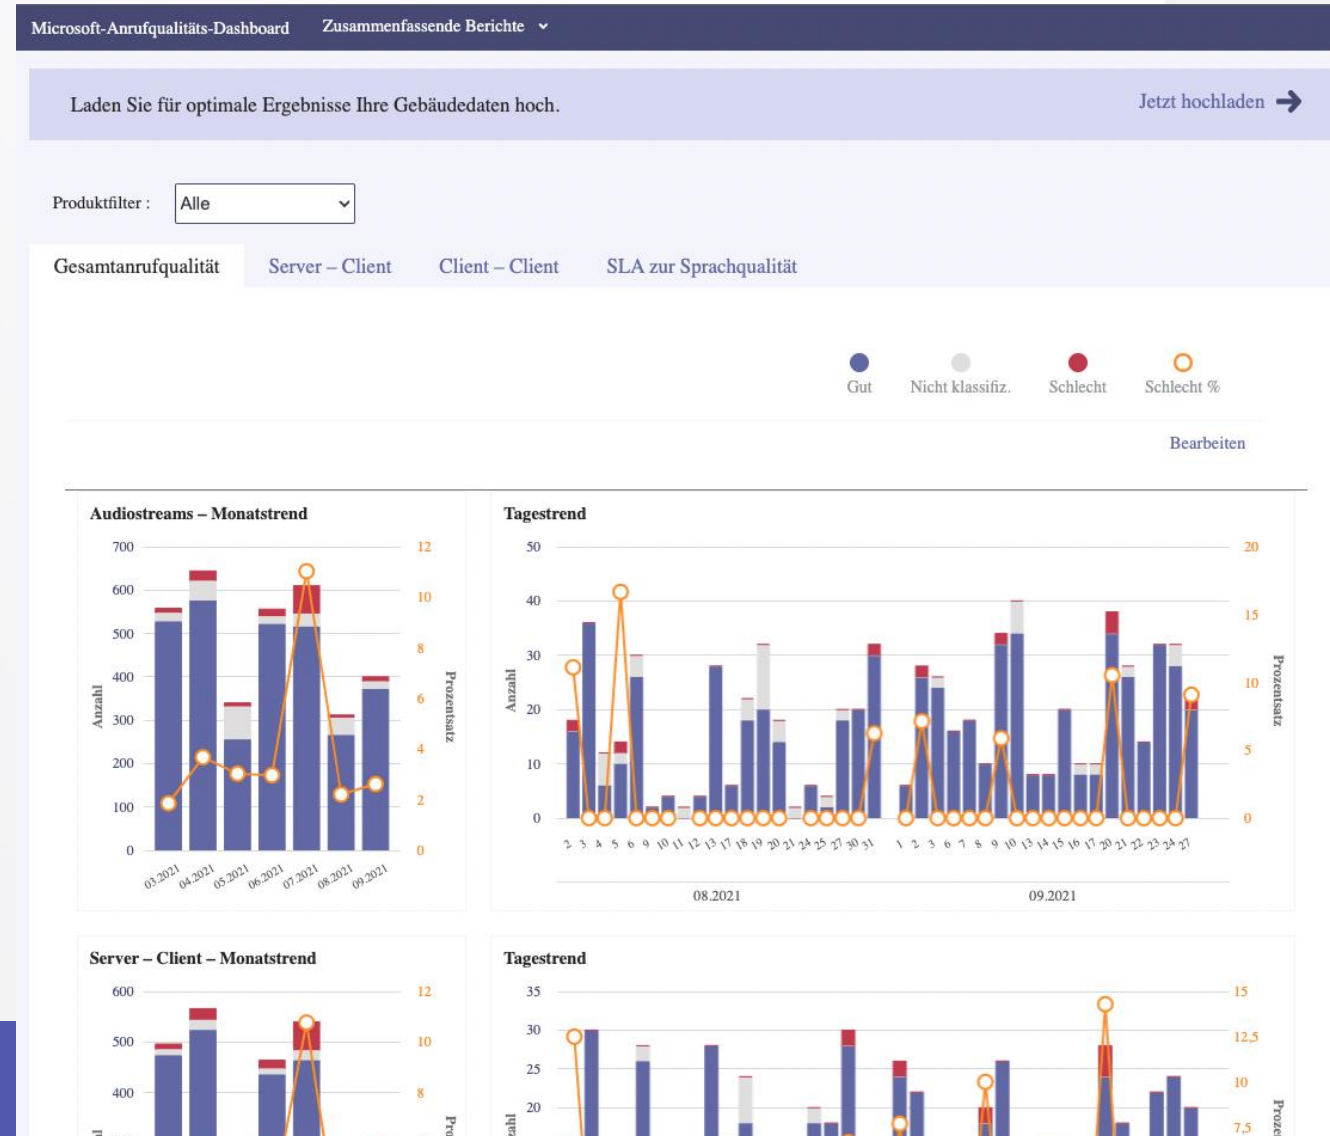 Microsoft-Anrufqualitäts-Dashboard Zusammenfassende Berichte
Laden Sie für optimale Ergebnisse Ihre Gebäudedaten hoch. Jetzt hochladen
Produktfilter : Alle
Gesamtanrufqualität Server – Client Client – Client SLA zur Sprachqualität
Gut Nicht klassifiz. Schlecht Schlecht %
Bearbeiten
Audiostreams – Monatstrend
700
600
500
400
300
200
100
0
Anzahl
12
10
8
6
4
2
0
Prozentsatz
03.2021 04.2021 05.2021 06.2021 07.2021 08.2021 09.2021
Tagestrend
50
40
30
20
10
0
Anzahl
20
15
10
5
0
Prozentsatz
2 3 4 5 6 9 10 11 12 13 17 18 19 20 21 24 25 27 30 31 1 2 3 6 7 8 9 10 13 14 15 16 17 20 21 22 23 24 27
08.2021 09.2021
Server – Client – Monatstrend
600
500
400
12
10
8
Tagestrend
35
30
25
20
15
12,5
10
7,5